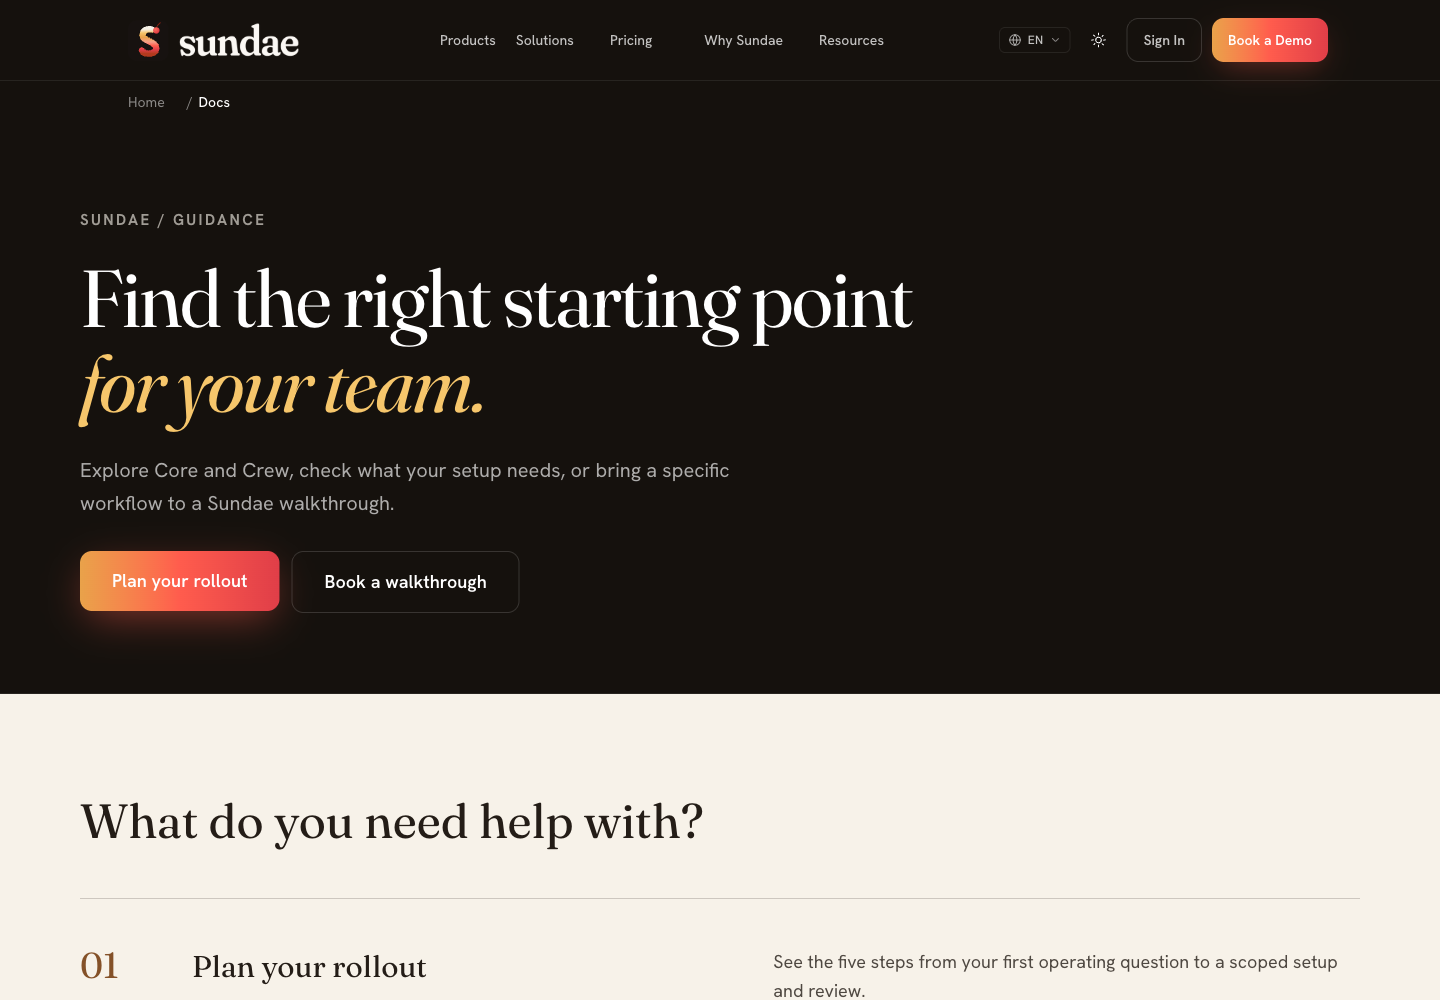 sundae
Products Solutions Pricing Why Sundae Resources EN Sign In Book a Demo
Home / Docs
SUNDAE / GUIDANCE
Find the right starting point
for your team.
Explore Core and Crew, check what your setup needs, or bring a specific
workflow to a Sundae walkthrough.
Plan your rollout Book a walkthrough
What do you need help with?
01 Plan your rollout See the five steps from your first operating question to a scoped setup
and review.